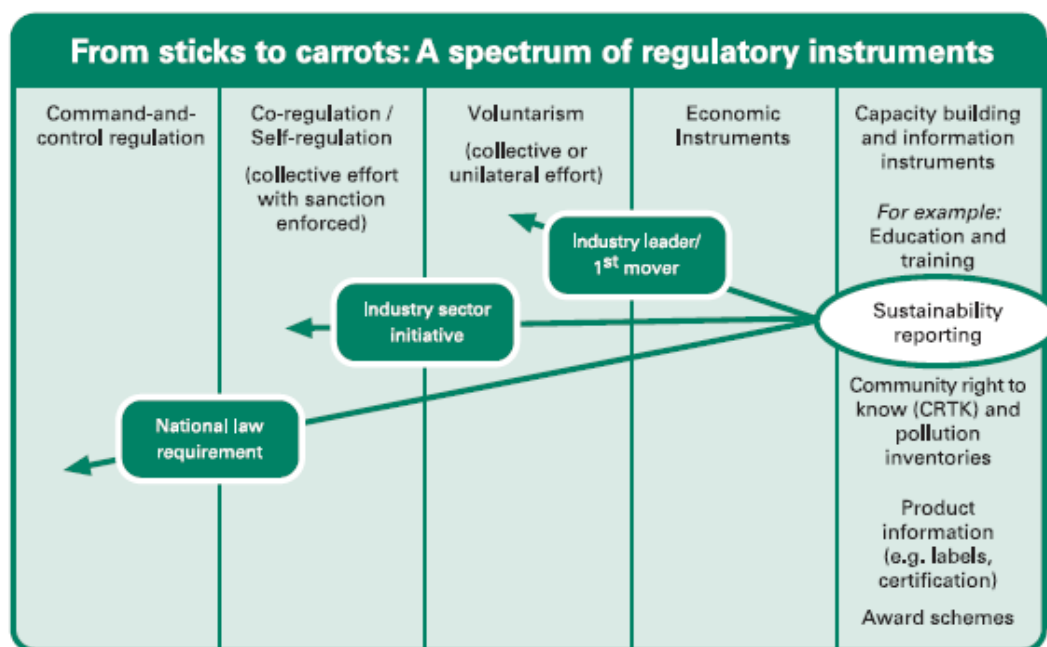 From sticks to carrots: A spectrum of regulatory instruments
Command-and-
control regulation
Co-regulation /
Self-regulation
(collective effort
with sanction
enforced)
Voluntarism
(collective or
unilateral effort)
Economic
Instruments
Capacity building
and information
instruments
For example:
Education and
training
Industry leader/
1st mover
Industry sector
initiative
National law
requirement
Sustainability
reporting
Community right to
know (CRTK) and
pollution
inventories
Product
information
(e.g. labels,
certification)
Award schemes